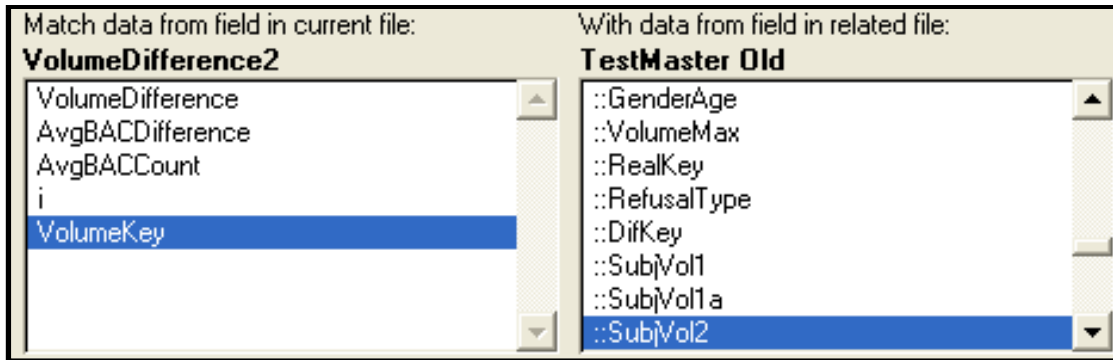 Match data from field in current file:
VolumeDifference2
VolumeDifference
AvgBACDifference
AvgBACCount
i
VolumeKey
With data from field in related file:
TestMaster Old
::GenderAge
::VolumeMax
::RealKey
::RefusalType
::DifKey
::SubjVol1
::SubjVol1a
::SubjVol2